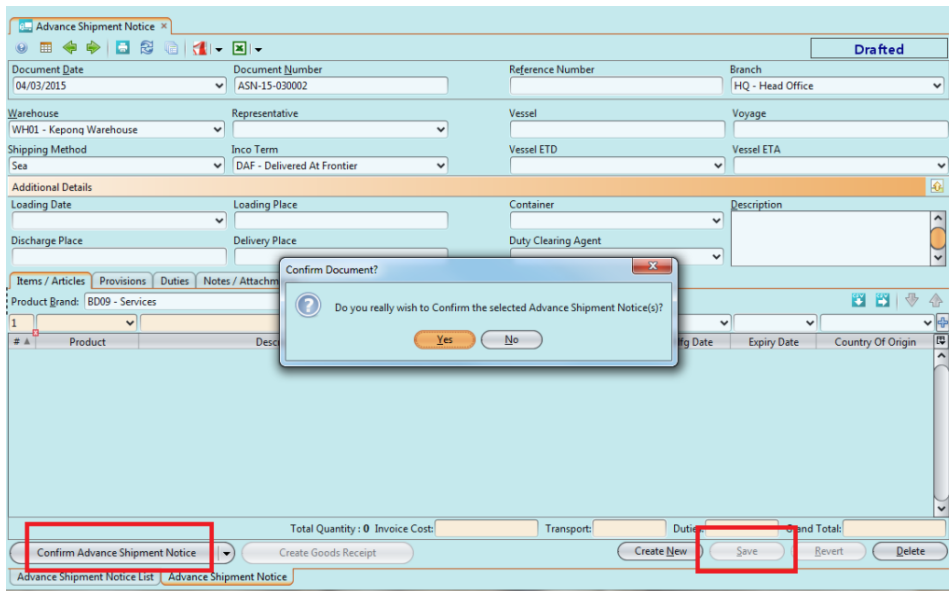 Advance Shipment Notice
Drafted
Document Date Document Number Reference Number Branch
04/03/2015 ASN-15-030002 HQ - Head Office
Warehouse Representative Vessel Voyage
WH01 - Kepong Warehouse
Shipping Method Inco Term Vessel ETD Vessel ETA
Sea DAF - Delivered At Frontier
Additional Details
Loading Date Loading Place Container Description
Discharge Place Delivery Place Duty Clearing Agent
Confirm Document?
Items / Articles Provisions Duties Notes / Attachm
Do you really wish to Confirm the selected Advance Shipment Notice(s)?
Product Brand: BD09 - Services
1
Yes No
# Product Desc fg Date Expiry Date Country Of Origin
Total Quantity : 0 Invoice Cost: Transport: Duties: Grand Total:
Confirm Advance Shipment Notice Create Goods Receipt Create New Save Revert Delete
Advance Shipment Notice List Advance Shipment Notice